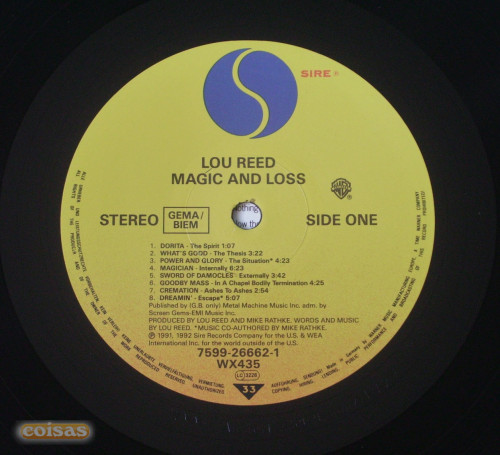 SIRE ®
LOU REED
MAGIC AND LOSS
STEREO
GEMA/
BIEM
SIDE ONE
1. DORITA - The Spirit 1:07
2. WHAT'S GOOD - The Thesis 3:22
3. POWER AND GLORY - The Situation* 4:23
4. MAGICIAN - Internally 6:23
5. SWORD OF DAMOCLES - Externally 3:42
6. GOODBY MASS - In A Chapel Bodily Termination 4:25
7. CREMATION - Ashes To Ashes 2:54
8. DREAMIN' - Escape* 5:07
Published by (G.B. only) Metal Machine Music Inc. adm. by
Screen Gems-EMI Music Inc.
PRODUCED BY LOU REED AND MIKE RATHKE. WORDS AND MUSIC
BY LOU REED. *MUSIC CO-AUTHORED BY MIKE RATHKE.
℗ 1991, 1992 Sire Records Company for the U.S. & WEA
International Inc. for the world outside of the U.S.
7599-26662-1
WX435
LC 3228
33
eoisas